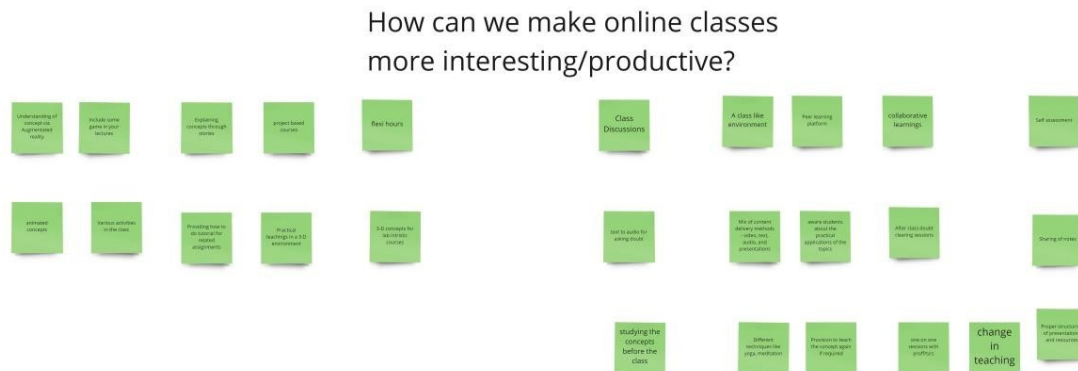 How can we make online classes
more interesting/productive?
Understanding of
concept via
Augmentated
reality
include some
game in your
lectures
Explaining
concepts through
stories
project based
courses
flexi hours
Class
Discussions
A class like
environment
Peer learning
platform
collaborative
learnings
Self assessment
animated
concepts
Various activities
in the class
Providing how to
do tutorial for
related
assignments
Practical
teachings in a 3-D
environment
3-D concepts for
lab intristic
courses
text to audio for
asking doubt
Mix of content
delivery methods
- video, text,
audio, and
presentations
aware students
about the
practical
applications of the
topics
After class doubt
clearing sessions
Sharing of notes
studying the
concepts
before the
class
Different
techniques like
yoga, meditation
Provision to learn
the concept again
if required
one on one
sessions with
change
in
teaching
Proper structure
of presentation
and resources